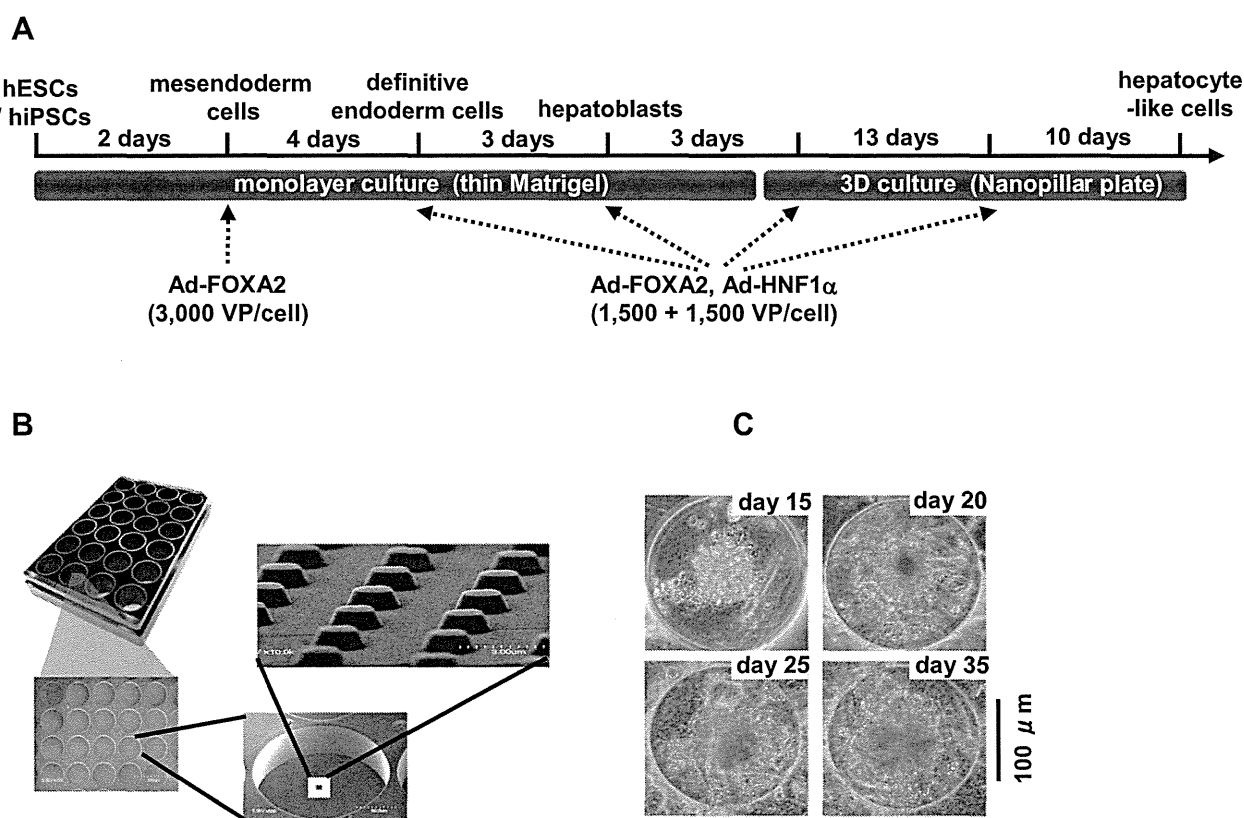 A
hESCs
/ hiPSCs
mesendoderm
cells
definitive
endoderm cells
hepatoblasts
hepatocyte
-like cells
2 days
4 days
3 days
3 days
13 days
10 days
monolayer culture (thin Matrigel)
3D culture (Nanopillar plate)
Ad-FOXA2
(3,000 VP/cell)
Ad-FOXA2, Ad-HNF1α
(1,500 + 1,500 VP/cell)
B
C
day 15
day 20
day 25
day 35
100 μm
3.00um